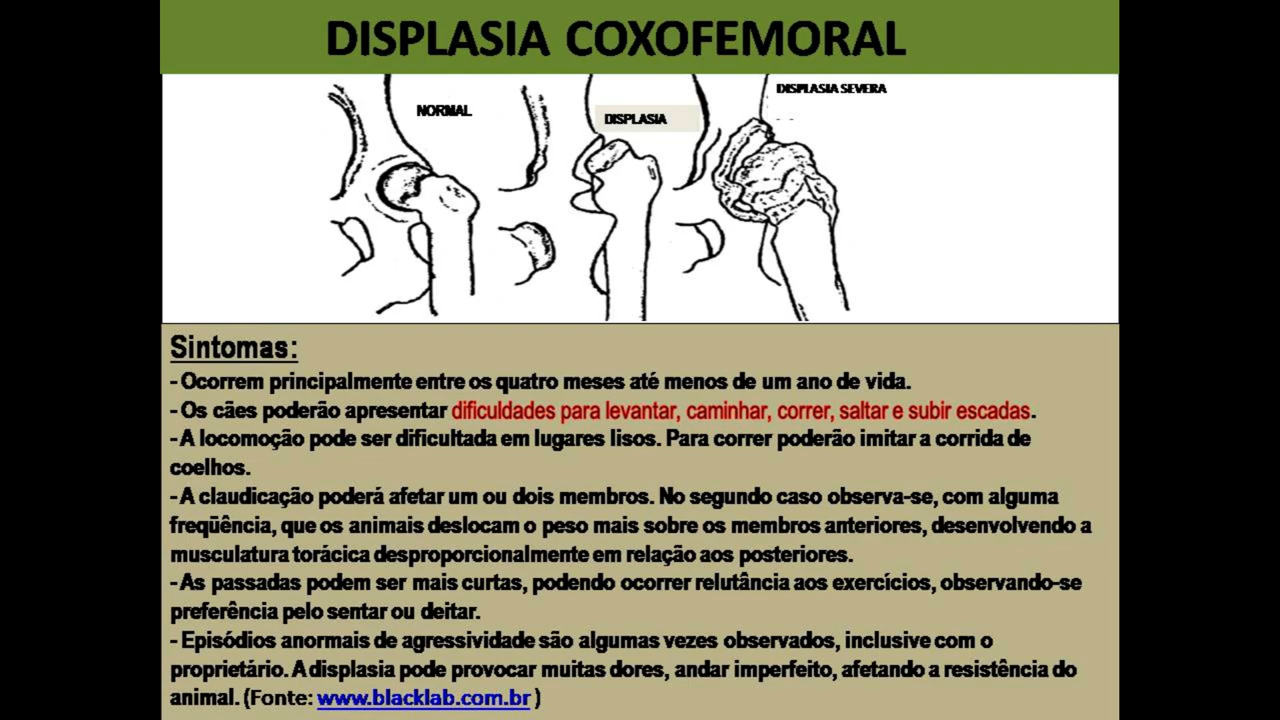 DISPLASIA COXOFEMORAL
NORMAL
DISPLASIA
DISPLASIA SEVERA
Sintomas:
- Ocorrem principalmente entre os quatro meses até menos de um ano de vida.
- Os cães poderão apresentar dificuldades para levantar, caminhar, correr, saltar e subir escadas.
- A locomoção pode ser dificultada em lugares lisos. Para correr poderão imitar a corrida de
coelhos.
- A claudicação poderá afetar um ou dois membros. No segundo caso observa-se, com alguma
freqüência, que os animais deslocam o peso mais sobre os membros anteriores, desenvolvendo a
musculatura torácica desproporcionalmente em relação aos posteriores.
- As passadas podem ser mais curtas, podendo ocorrer relutância aos exercícios, observando-se
preferência pelo sentar ou deitar.
- Episódios anormais de agressividade são algumas vezes observados, inclusive com o
proprietário. A displasia pode provocar muitas dores, andar imperfeito, afetando a resistência do
animal. (Fonte: www.blacklab.com.br )